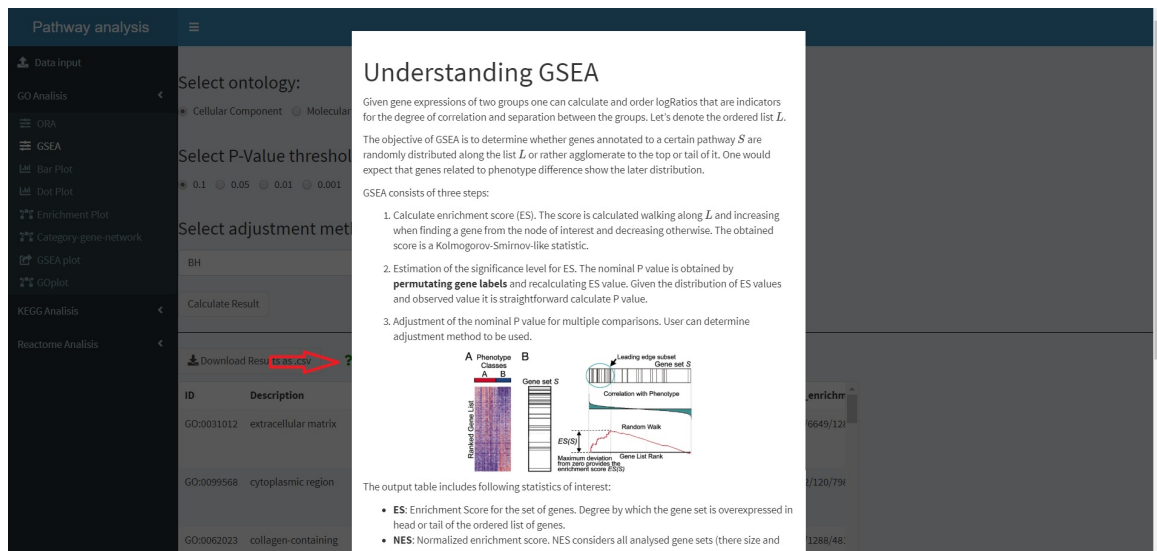 Pathway analysis
Data input
GO Analisis
ORA
GSEA
Bar Plot
Dot Plot
Enrichment Plot
Category-gene-network
GSEA plot
GOplot
KEGG Analisis
Reactome Analisis
Select ontology:
Cellular Component Molecular
Select P-Value threshol
0.1 0.05 0.01 0.001
Select adjustment met
BH
Calculate Result
Download Results as .csv ?
ID Description _enrichm
GO:0031012 extracellular matrix
GO:0099568 cytoplasmic region
GO:0062023 collagen-containing
Understanding GSEA
Given gene expressions of two groups one can calculate and order logRatios that are indicators
for the degree of correlation and separation between the groups. Let's denote the ordered list L.
The objective of GSEA is to determine whether genes annotated to a certain pathway S are
randomly distributed along the list L or rather agglomerate to the top or tail of it. One would
expect that genes related to phenotype difference show the later distribution.
GSEA consists of three steps:
1. Calculate enrichment score (ES). The score is calculated walking along L and increasing
when finding a gene from the node of interest and decreasing otherwise. The obtained
score is a Kolmogorov-Smirnov-like statistic.
2. Estimation of the significance level for ES. The nominal P value is obtained by
permutating gene labels and recalculating ES value. Given the distribution of ES values
and observed value it is straightforward calculate P value.
3. Adjustment of the nominal P value for multiple comparisons. User can determine
adjustment method to be used.
A Phenotype
Classes
A B
Ranked Gene List
B
Gene set S
Leading edge subset
Gene set S
Correlation with Phenotype
Random Walk
ES(S)
Maximum deviation
from zero provides the
enrichment score ES(S)
Gene List Rank
The output table includes following statistics of interest:
• ES: Enrichment Score for the set of genes. Degree by which the gene set is overexpressed in
head or tail of the ordered list of genes.
• NES: Normalized enrichment score. NES considers all analysed gene sets (there size and